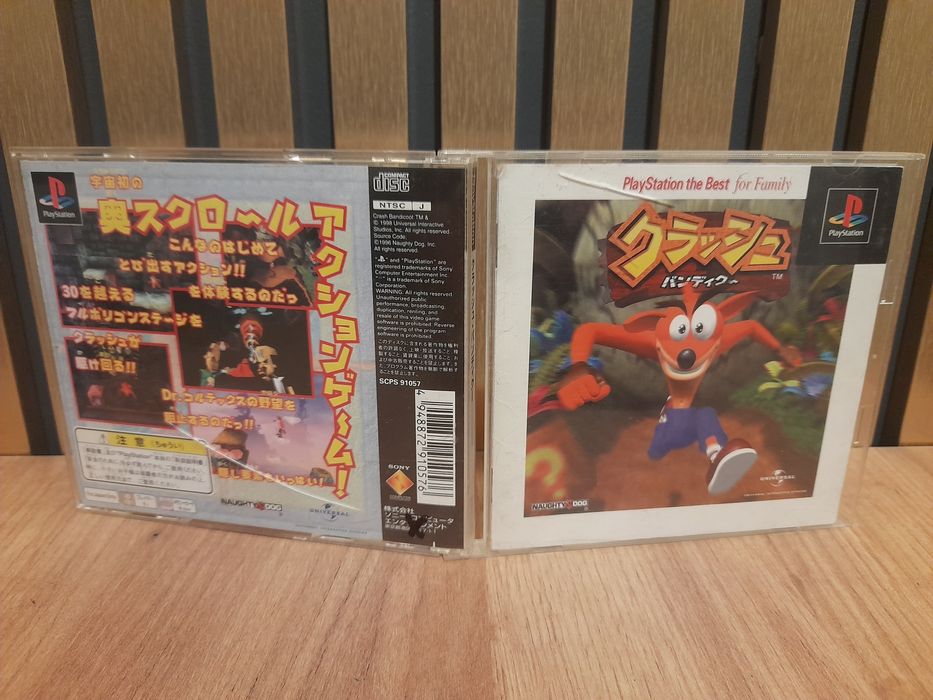 PlayStation
宇宙初の
奥スクロール
アクションゲーム!
こんなのはじめて
とび出すアクション!!
を体験するのだっ
30を超える
フルポリゴンステージを
クラッシュが
駆け回る!!
Dr.コルテックスの野望を
阻止するのだっ!!
注意
NAUGHTY DOG
UNIVERSAL
COMPACT
disc
NTSC J
Crash Bandicoot TM &
© 1998 Universal Interactive
Studios, Inc. All rights reserved.
Source Code.
©1996 Naughty Dog, Inc.
All rights reserved.
" " and "PlayStation" are
registered trademarks of Sony
Computer Entertainment Inc.
" " is a trademark of Sony
Corporation.
WARNING: All rights reserved.
Unauthorized public
performance, broadcasting,
duplication, renting, and
resale of this video game
software is prohibited. Reverse
engineering of the program
software is prohibited.
SCPS 91057
4948872910576
SONY
株式会社
ソニー コンピュータ
エンタ メント
PlayStation the Best for Family
PlayStation
クラッシュ
バンディクー
TM
NAUGHTY DOG
UNIVERSAL